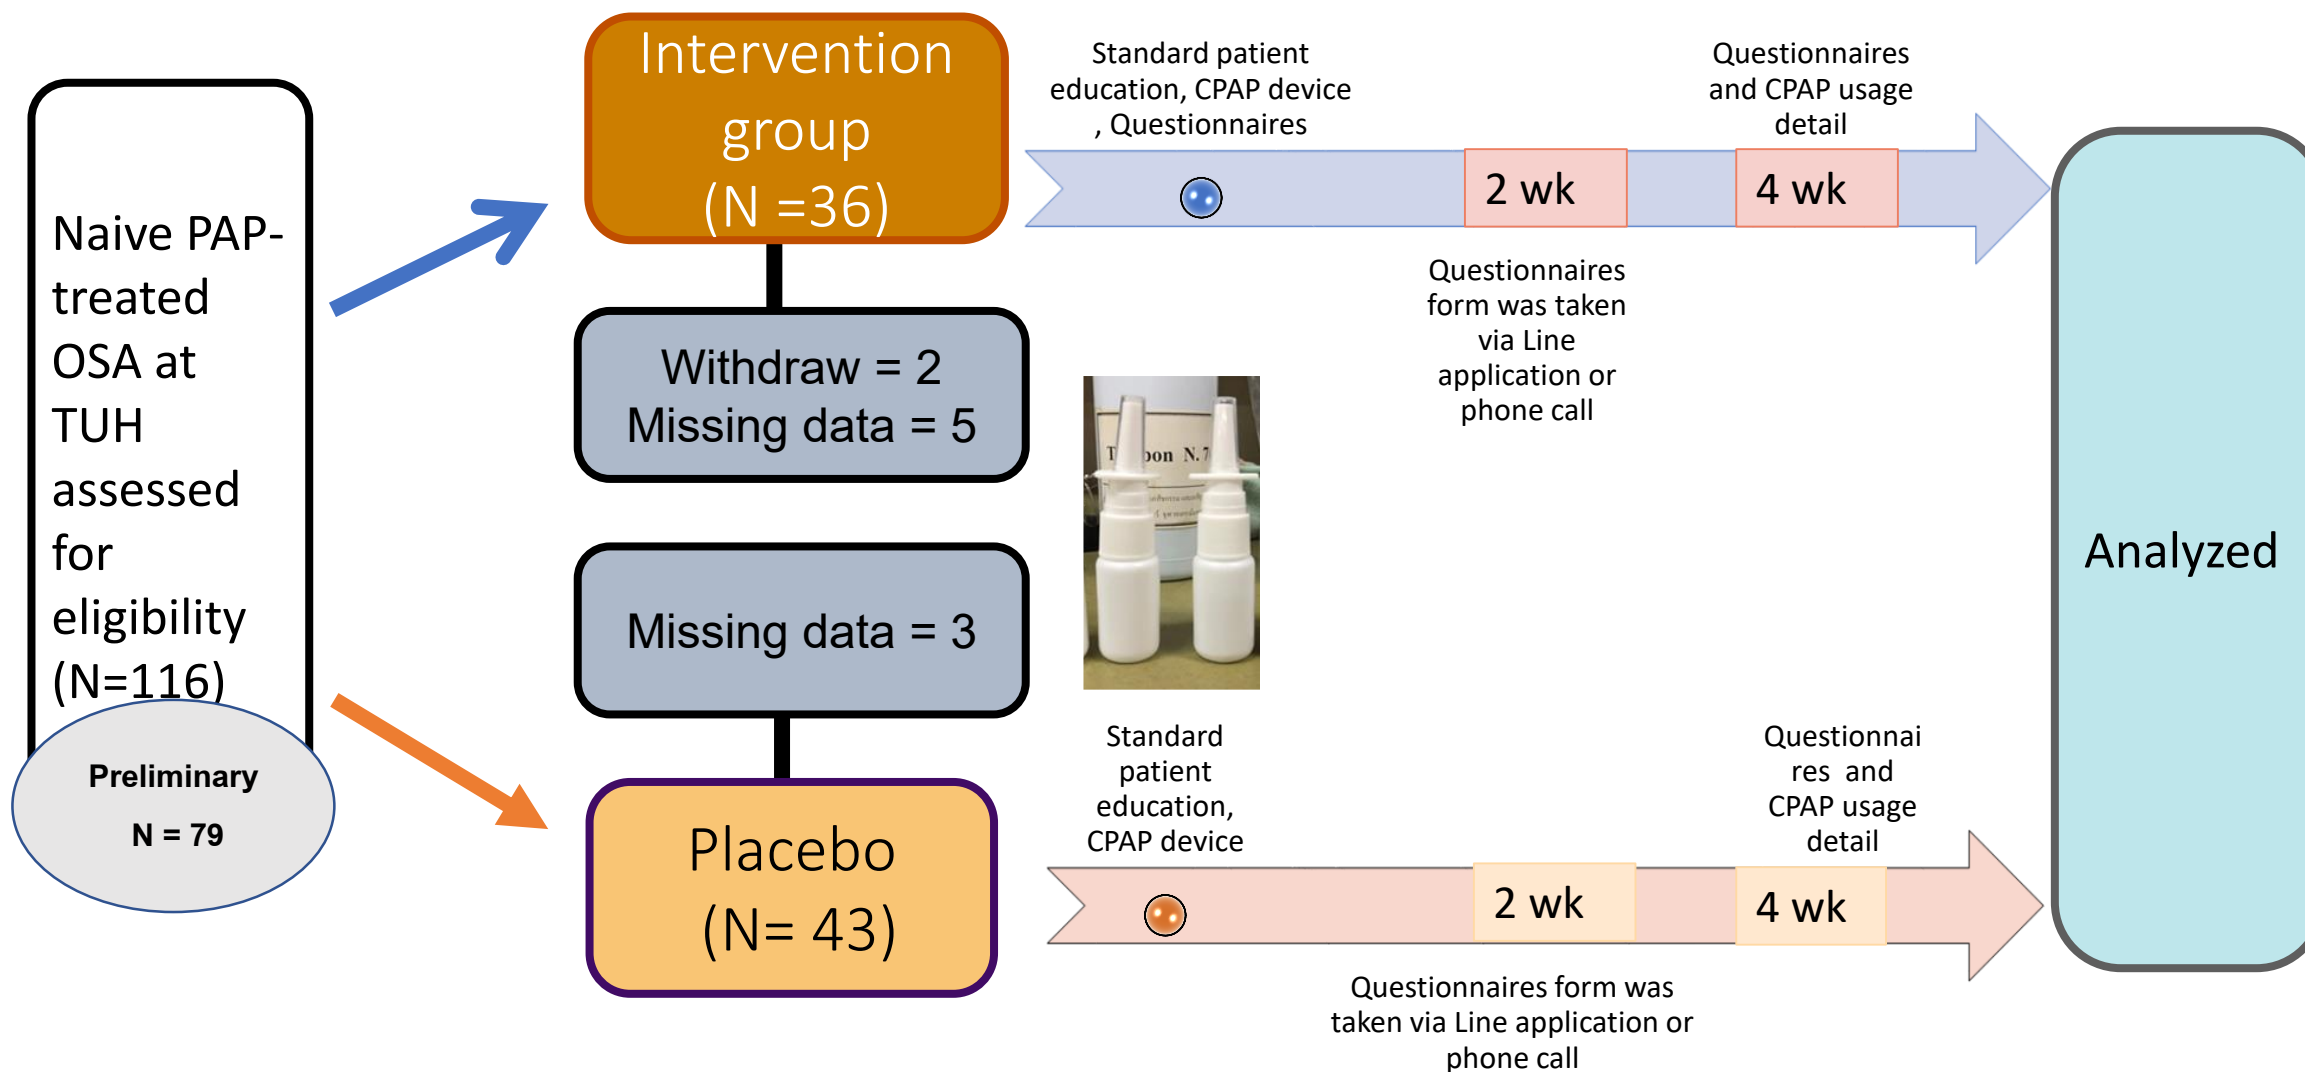 Naive PAP-
treated
OSA at
TUH
assessed
for
eligibility
(N=116)
Preliminary
N = 79
Intervention
group
(N =36)
Withdraw = 2
Missing data = 5
Missing data = 3
Placebo
(N= 43)
Standard patient
education, CPAP device
, Questionnaires
Questionnaires
and CPAP usage
detail
2 wk
4 wk
Questionnaires
form was taken
via Line
application or
phone call
N.7
Standard
patient
education,
CPAP device
Questionnai
res and
CPAP usage
detail
2 wk
4 wk
Questionnaires form was
taken via Line application or
phone call
Analyzed